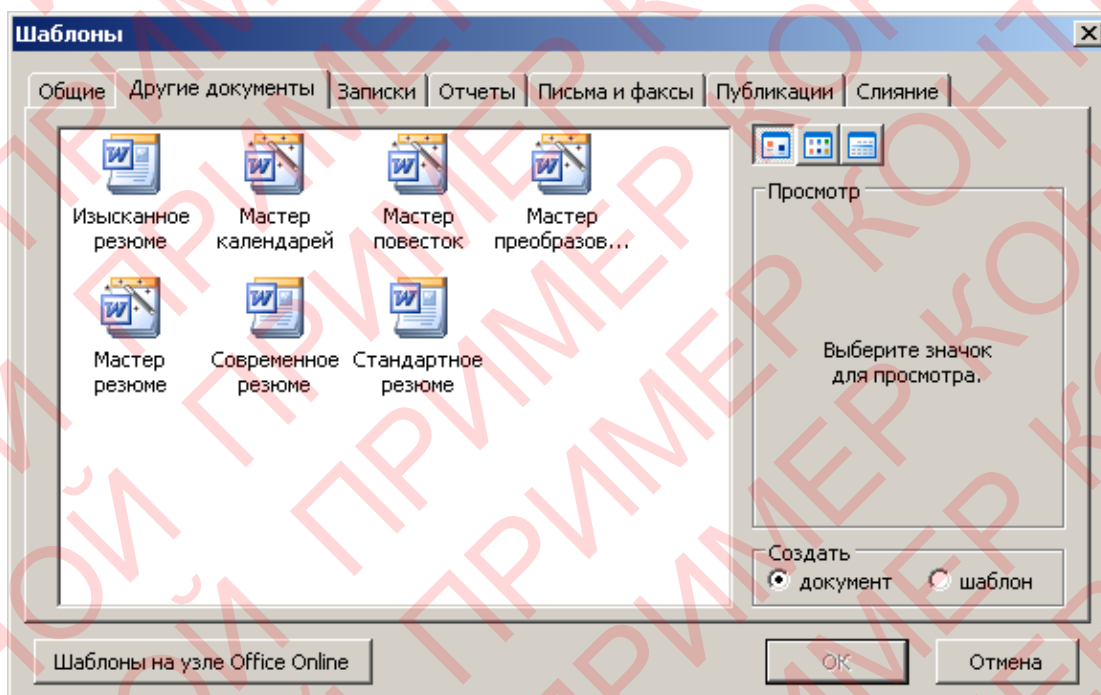 Шаблоны
Общие
Другие документы
Записки
Отчеты
Письма и факсы
Публикации
Слияние
Изысканное
резюме
Мастер
календарей
Мастер
повесток
Мастер
преобразов...
Мастер
резюме
Современное
резюме
Стандартное
резюме
Просмотр
Выберите значок
для просмотра.
Создать
документ
шаблон
Шаблоны на узле Office Online
ОК
Отмена